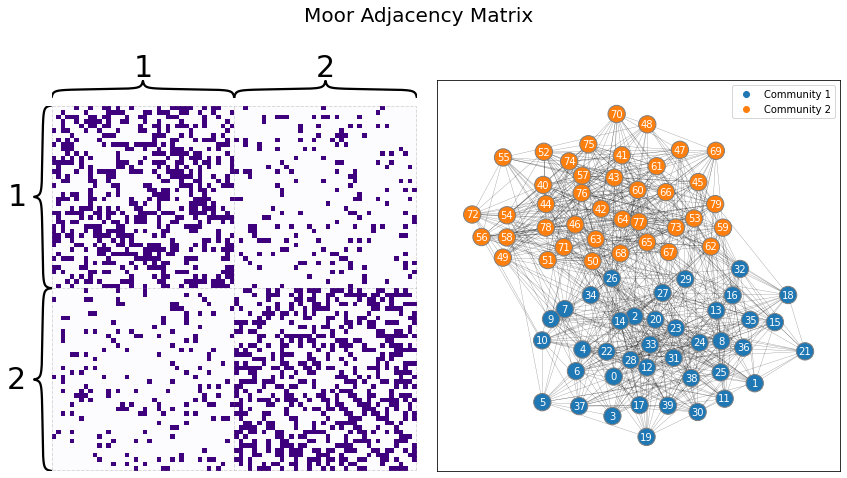 Moor Adjacency Matrix
1 2
1
2
Community 1
Community 2
70
48
75
52 41 47 69
55 74 61
57 43 45
40 76 60 66
44 42 79
72 54 64 77 53
78 46 73 59
56 58 63 65 62
71 68 67
49 51 50
32
26 29
34 27 16 18
7 13
9 14 2 20 35 15
23
10 33 24 8 36
4 22 21
28 31
6 0 12 38 25
1
5 37 17 39 11
3 30
19